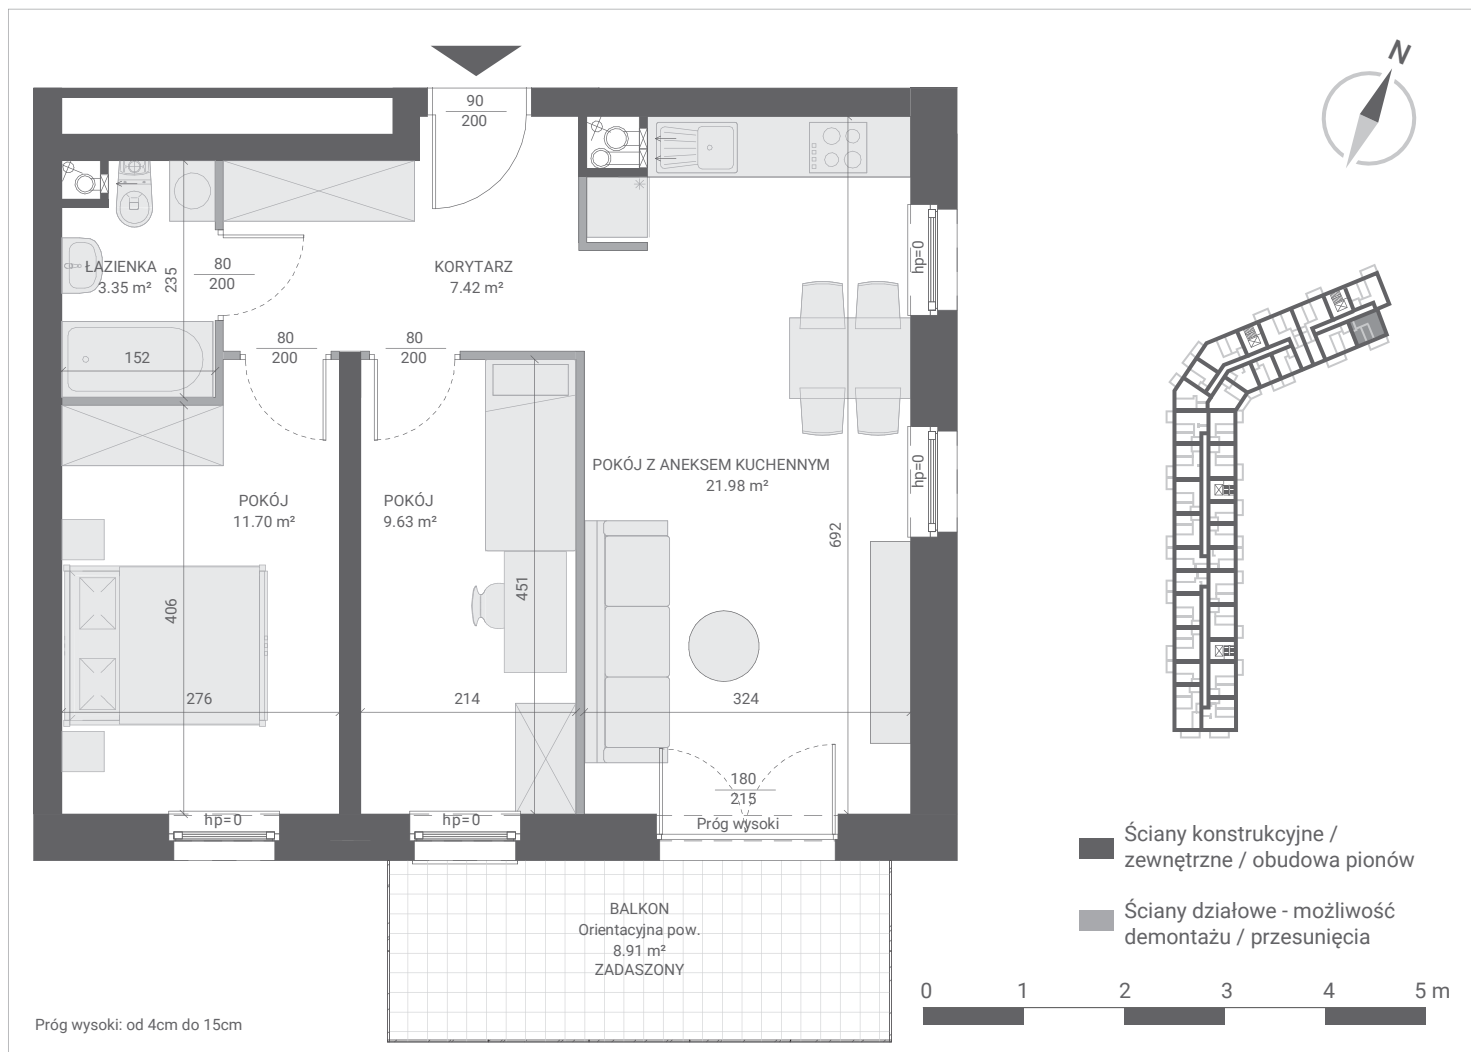 N
90
200
ŁAZIENKA
3.35 m²
235
80
200
KORYTARZ
7.42 m²
hp=0
152
80
200
80
200
POKÓJ Z ANEKSEM KUCHENNYM
21.98 m²
hp=0
POKÓJ
11.70 m²
POKÓJ
9.63 m²
692
406
451
276
214
324
180
215
Próg wysoki
hp=0
hp=0
BALKON
Orientacyjna pow.
8.91 m²
ZADASZONY
Próg wysoki: od 4cm do 15cm
Ściany konstrukcyjne /
zewnętrzne / obudowa pionów
Ściany działowe - możliwość
demontażu / przesunięcia
0 1 2 3 4 5 m